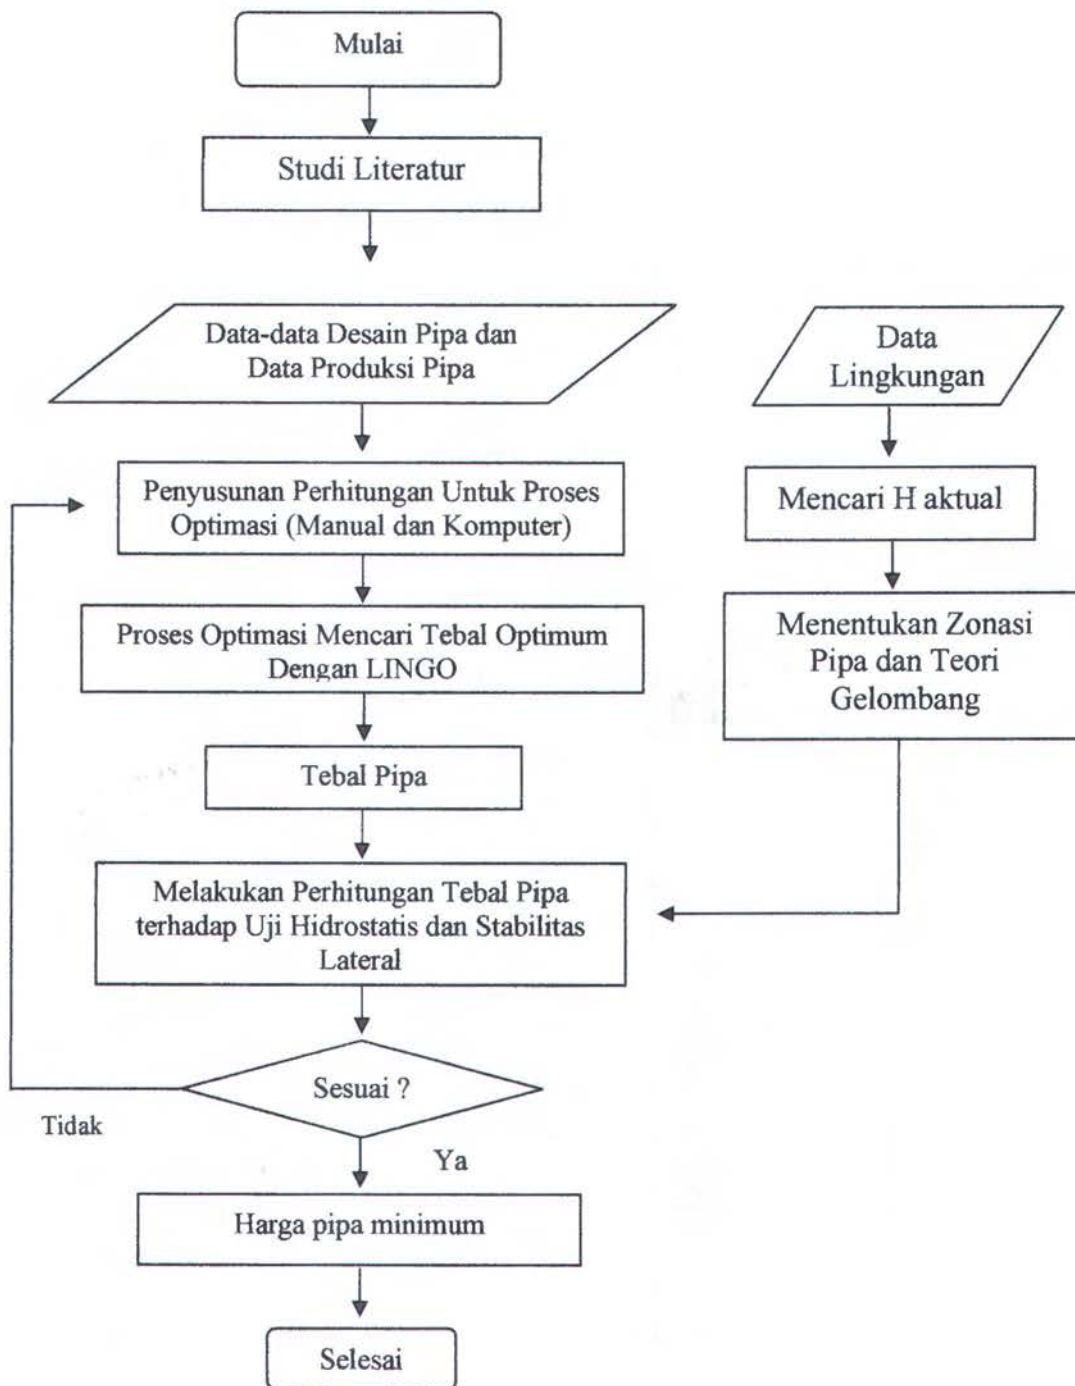 Mulai
Studi Literatur
Data-data Desain Pipa dan
Data Produksi Pipa
Data
Lingkungan
Penyusunan Perhitungan Untuk Proses
Optimasi (Manual dan Komputer)
Mencari H aktual
Proses Optimasi Mencari Tebal Optimum
Dengan LINGO
Menentukan Zonasi
Pipa dan Teori
Gelombang
Tebal Pipa
Melakukan Perhitungan Tebal Pipa
terhadap Uji Hidrostatis dan Stabilitas
Lateral
Sesuai ?
Tidak
Ya
Harga pipa minimum
Selesai